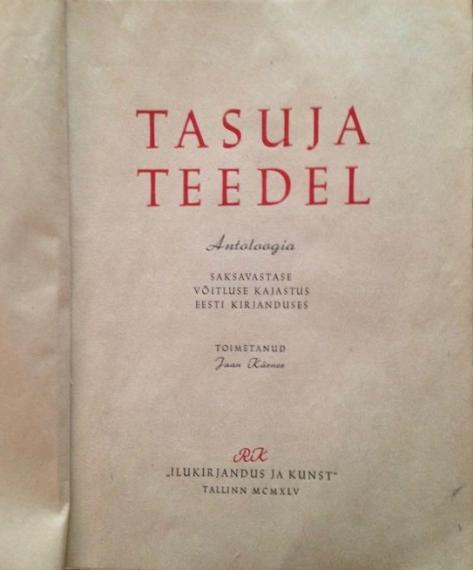 TASUJA
TEEDEL
Antoloogia
SAKSAVASTASE
VÕITLUSE KAJASTUS
EESTI KIRJANDUSES
TOIMETANUD
Jaan Kärner
RK
„ILUKIRJANDUS JA KUNST"
TALLINN MCMXLV